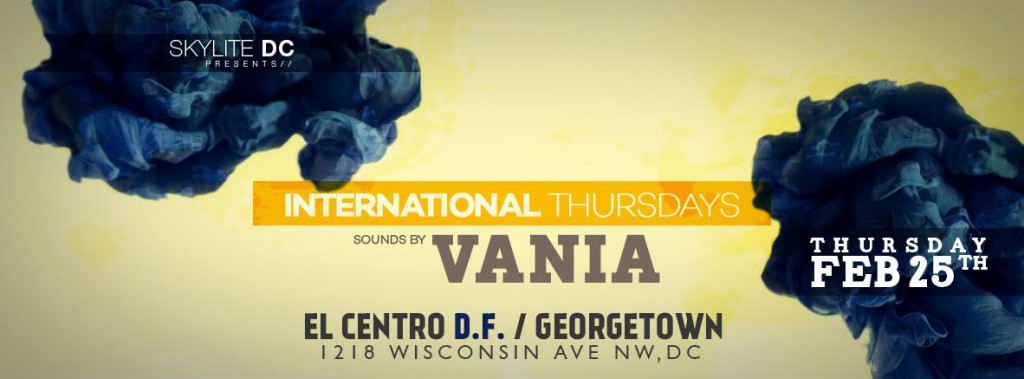 SKYLITE DC
PRESENTS//
INTERNATIONAL THURSDAYS
SOUNDS BY VANIA
THURSDAY
FEB 25TH
EL CENTRO D.F. / GEORGETOWN
1218 WISCONSIN AVE NW,DC